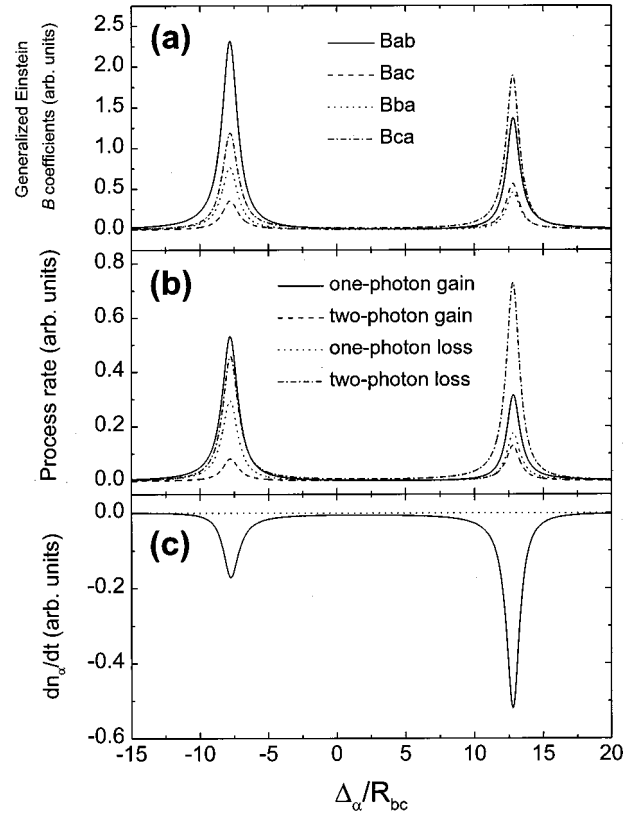 (a)
Generalized Einstein
B coefficients (arb. units)
2.5
2.0
1.5
1.0
0.5
0.0
Bab
Bac
Bba
Bca
(b)
Process rate (arb. units)
0.8
0.6
0.4
0.2
0.0
one-photon gain
two-photon gain
one-photon loss
two-photon loss
(c)
dnα/dt (arb. units)
0.0
-0.2
-0.4
-0.6
-15 -10 -5 0 5 10 15 20
Δα/Rbc